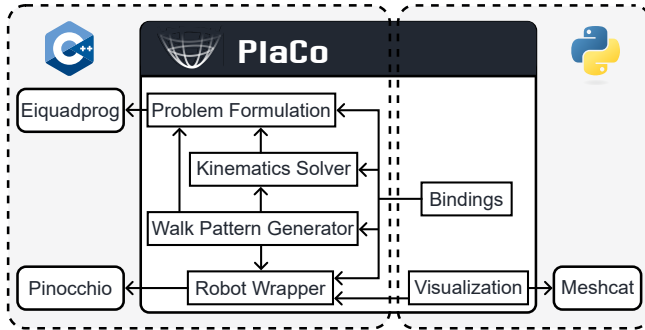 C++
PlaCo
Eiquadprog
Problem Formulation
Kinematics Solver
Bindings
Walk Pattern Generator
Pinocchio
Robot Wrapper
Visualization
Meshcat